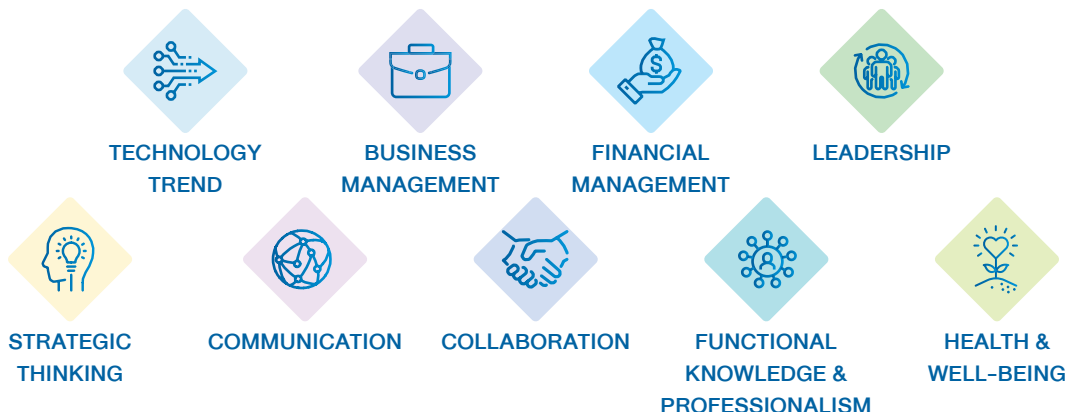 TECHNOLOGY
TREND
BUSINESS
MANAGEMENT
$
FINANCIAL
MANAGEMENT
LEADERSHIP
STRATEGIC
THINKING
COMMUNICATION
COLLABORATION
FUNCTIONAL
KNOWLEDGE &
PROFESSIONALISM
HEALTH &
WELL-BEING